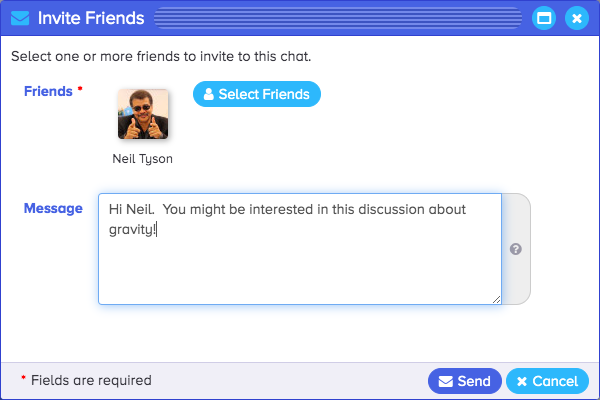 Invite Friends
Select one or more friends to invite to this chat.
Friends *
Select Friends
Neil Tyson
Message
Hi Neil.  You might be interested in this discussion about
gravity!
?
* Fields are required
Send
Cancel